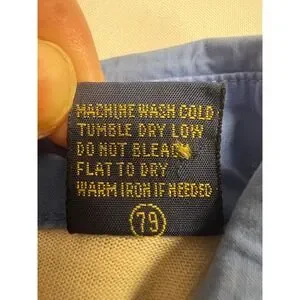 MACHINE WASH COLD
TUMBLE DRY LOW
DO NOT BLEACH
FLAT TO DRY
WARM IRON IF NEEDED
79